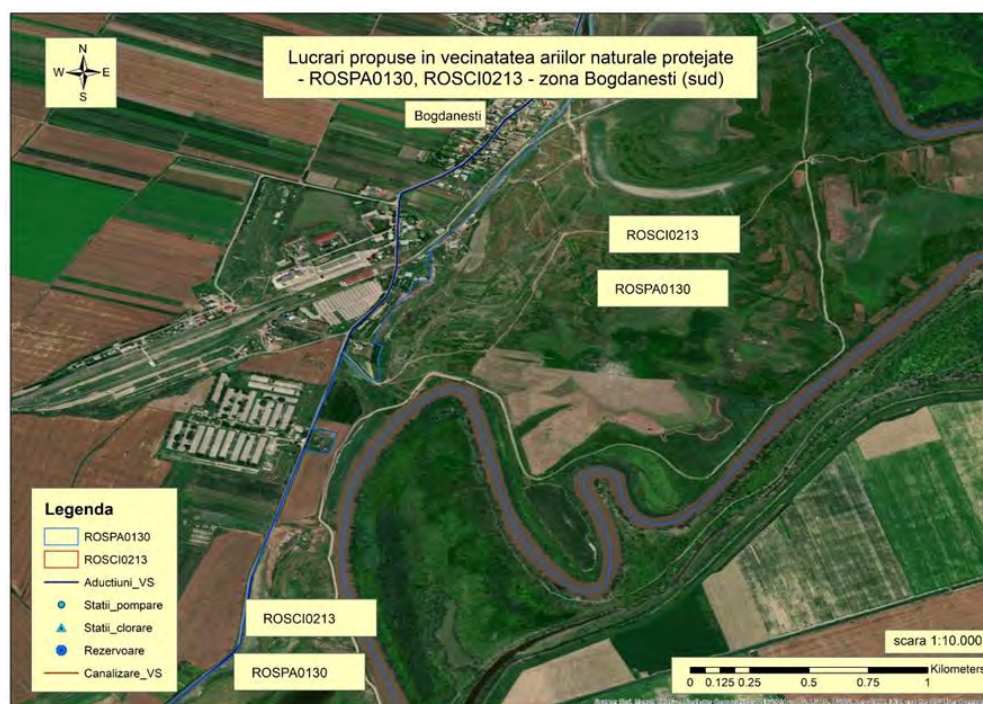 Lucrari propuse in vecinatatea ariilor naturale protejate
- ROSPA0130, ROSCI0213 - zona Bogdanesti (sud)
N
W E
S
Bogdanesti
ROSCI0213
ROSPA0130
Legenda
ROSPA0130
ROSCI0213
Aductiuni_VS
Statii_pompare
Statii_clorare
Rezervoare
Canalizare_VS
ROSCI0213
ROSPA0130
scara 1:10.000
Kilometers
0 0.125 0.25 0.5 0.75 1